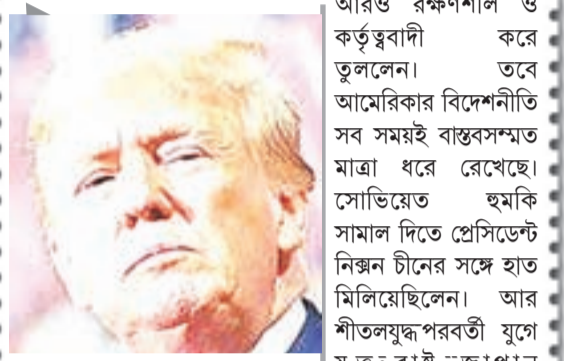 আরও রক্ষণশীল ও
কর্তৃত্ববাদী করে
তুললেন। তবে
আমেরিকার বিদেশনীতি
সব সময়ই বাস্তবসম্মত
মাত্রা ধরে রেখেছে।
সোভিয়েত হুমকি
সামাল দিতে প্রেসিডেন্ট
নিক্সন চীনের সঙ্গে হাত
মিলিয়েছিলেন। আর
শীতলযুদ্ধ পরবর্তী যুগে